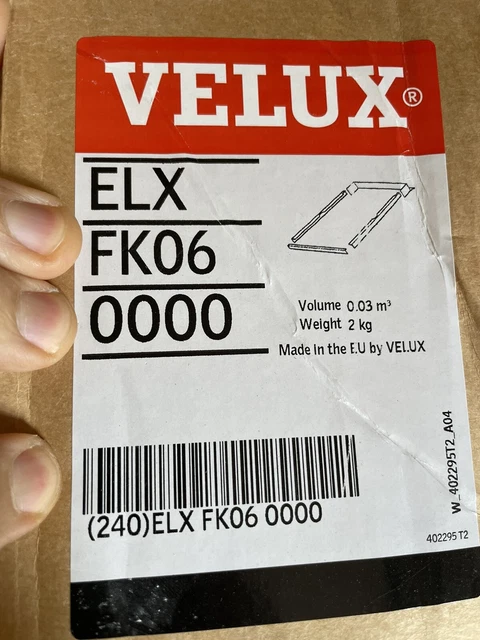 VELUX®
ELX
FK06
0000
Volume 0.03 m³
Weight 2 kg
Made in the E.U by VELUX
(240)ELX FK06 0000
W_402295T2_A04
402295 T2